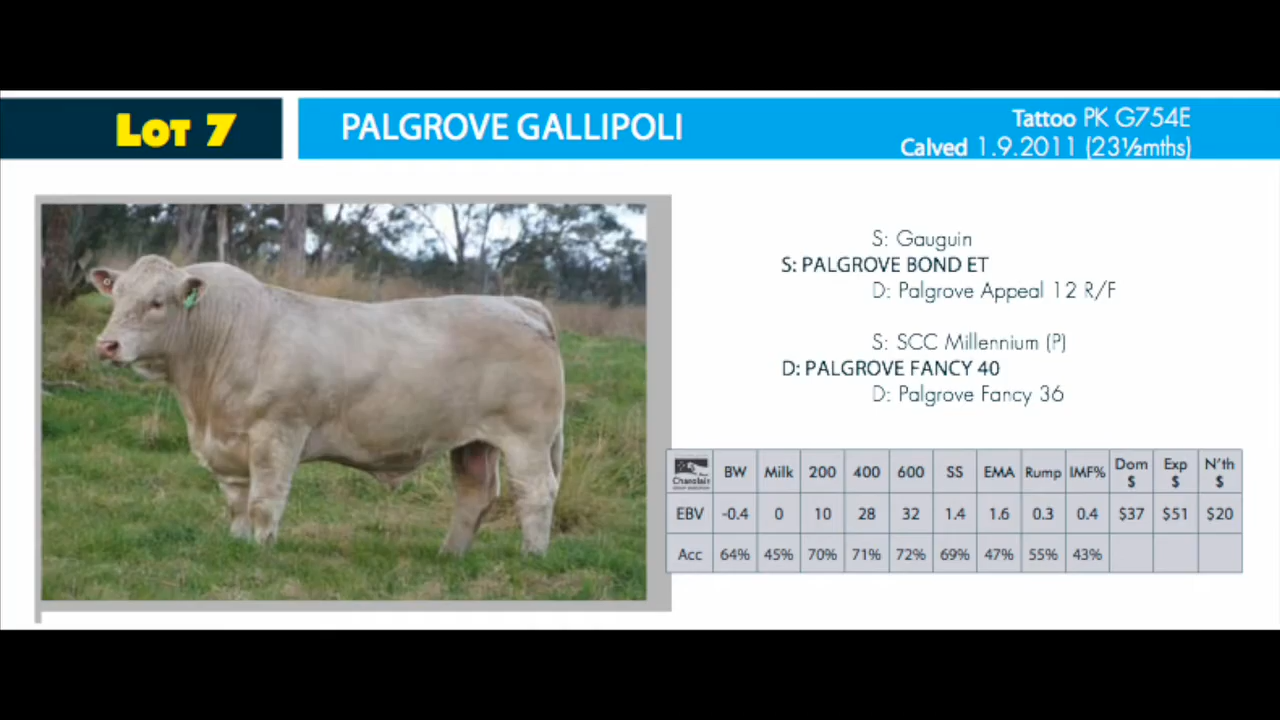 LOT 7
PALGROVE GALLIPOLI
Tattoo PK G754E
Calved 1.9.2011 (23½mths)
S: Gauguin
S: PALGROVE BOND ET
D: Palgrove Appeal 12 R/F
S: SCC Millennium (P)
D: PALGROVE FANCY 40
D: Palgrove Fancy 36
Charolais BW Milk 200 400 600 SS EMA Rump IMF% Dom $ Exp $ N'th $
EBV -0.4 0 10 28 32 1.4 1.6 0.3 0.4 $37 $51 $20
Acc 64% 45% 70% 71% 72% 69% 47% 55% 43%